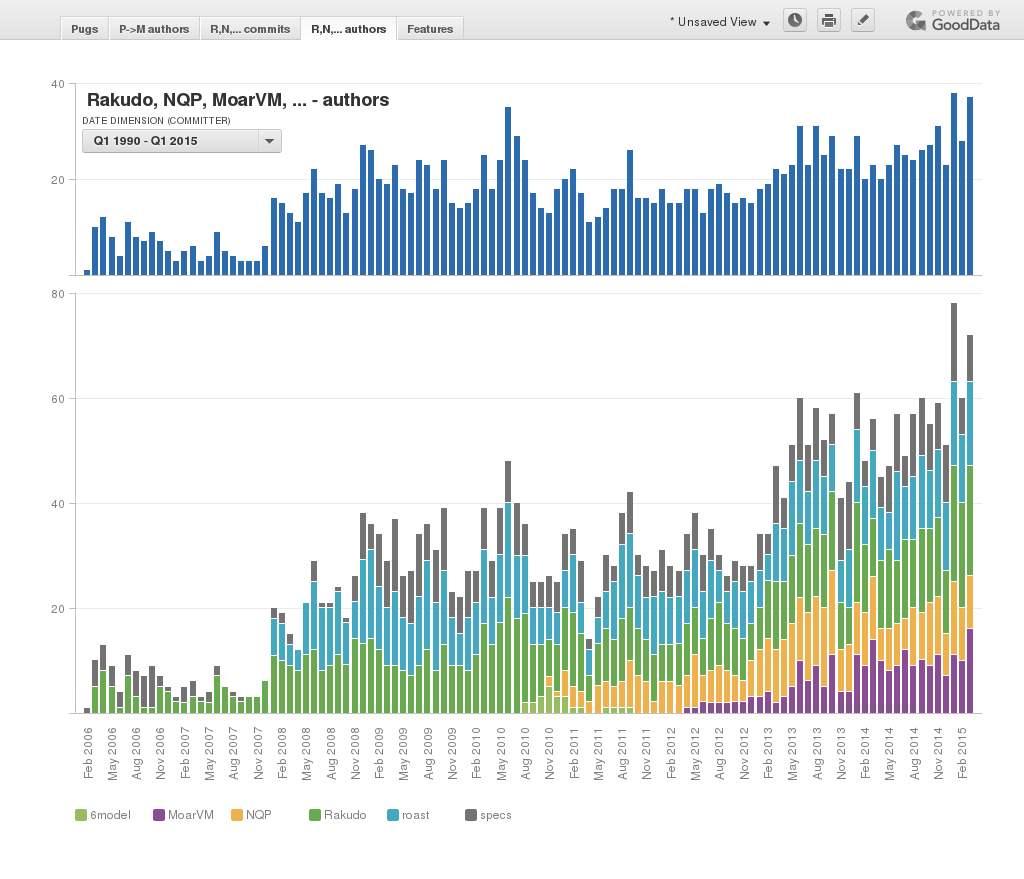 Pugs P->M authors R,N,... commits R,N,... authors Features * Unsaved View POWERED BY
GoodData
40
Rakudo, NQP, MoarVM, ... - authors
DATE DIMENSION (COMMITTER)
Q1 1990 - Q1 2015
20
80
60
40
20
Feb 2006 May 2006 Aug 2006 Nov 2006 Feb 2007 May 2007 Aug 2007 Nov 2007 Feb 2008 May 2008 Aug 2008 Nov 2008 Feb 2009 May 2009 Aug 2009 Nov 2009 Feb 2010 May 2010 Aug 2010 Nov 2010 Feb 2011 May 2011 Aug 2011 Nov 2011 Feb 2012 May 2012 Aug 2012 Nov 2012 Feb 2013 May 2013 Aug 2013 Nov 2013 Feb 2014 May 2014 Aug 2014 Nov 2014 Feb 2015
6model MoarVM NQP Rakudo roast specs